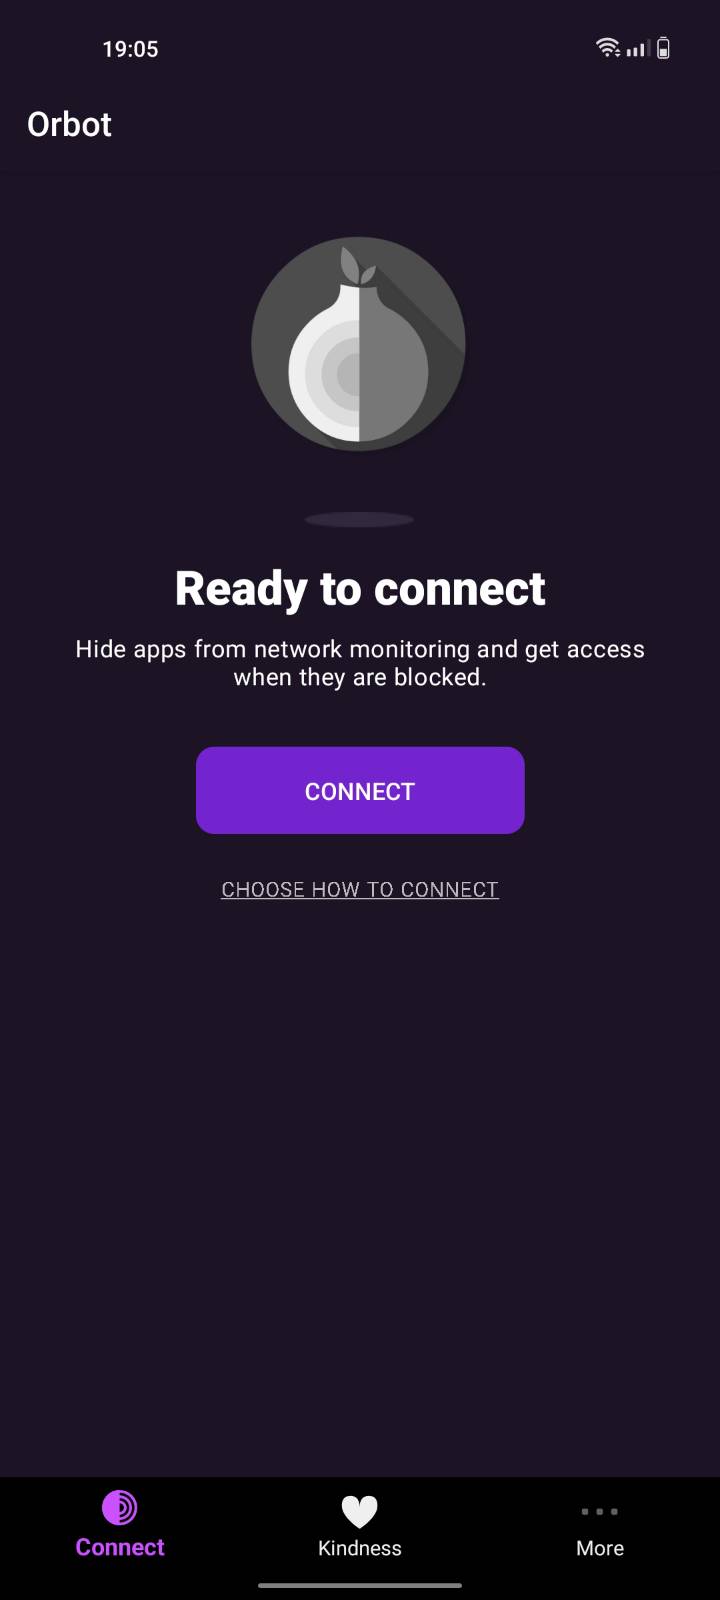 19:05
Orbot
Ready to connect
Hide apps from network monitoring and get access
when they are blocked.
CONNECT
CHOOSE HOW TO CONNECT
Connect
Kindness
More